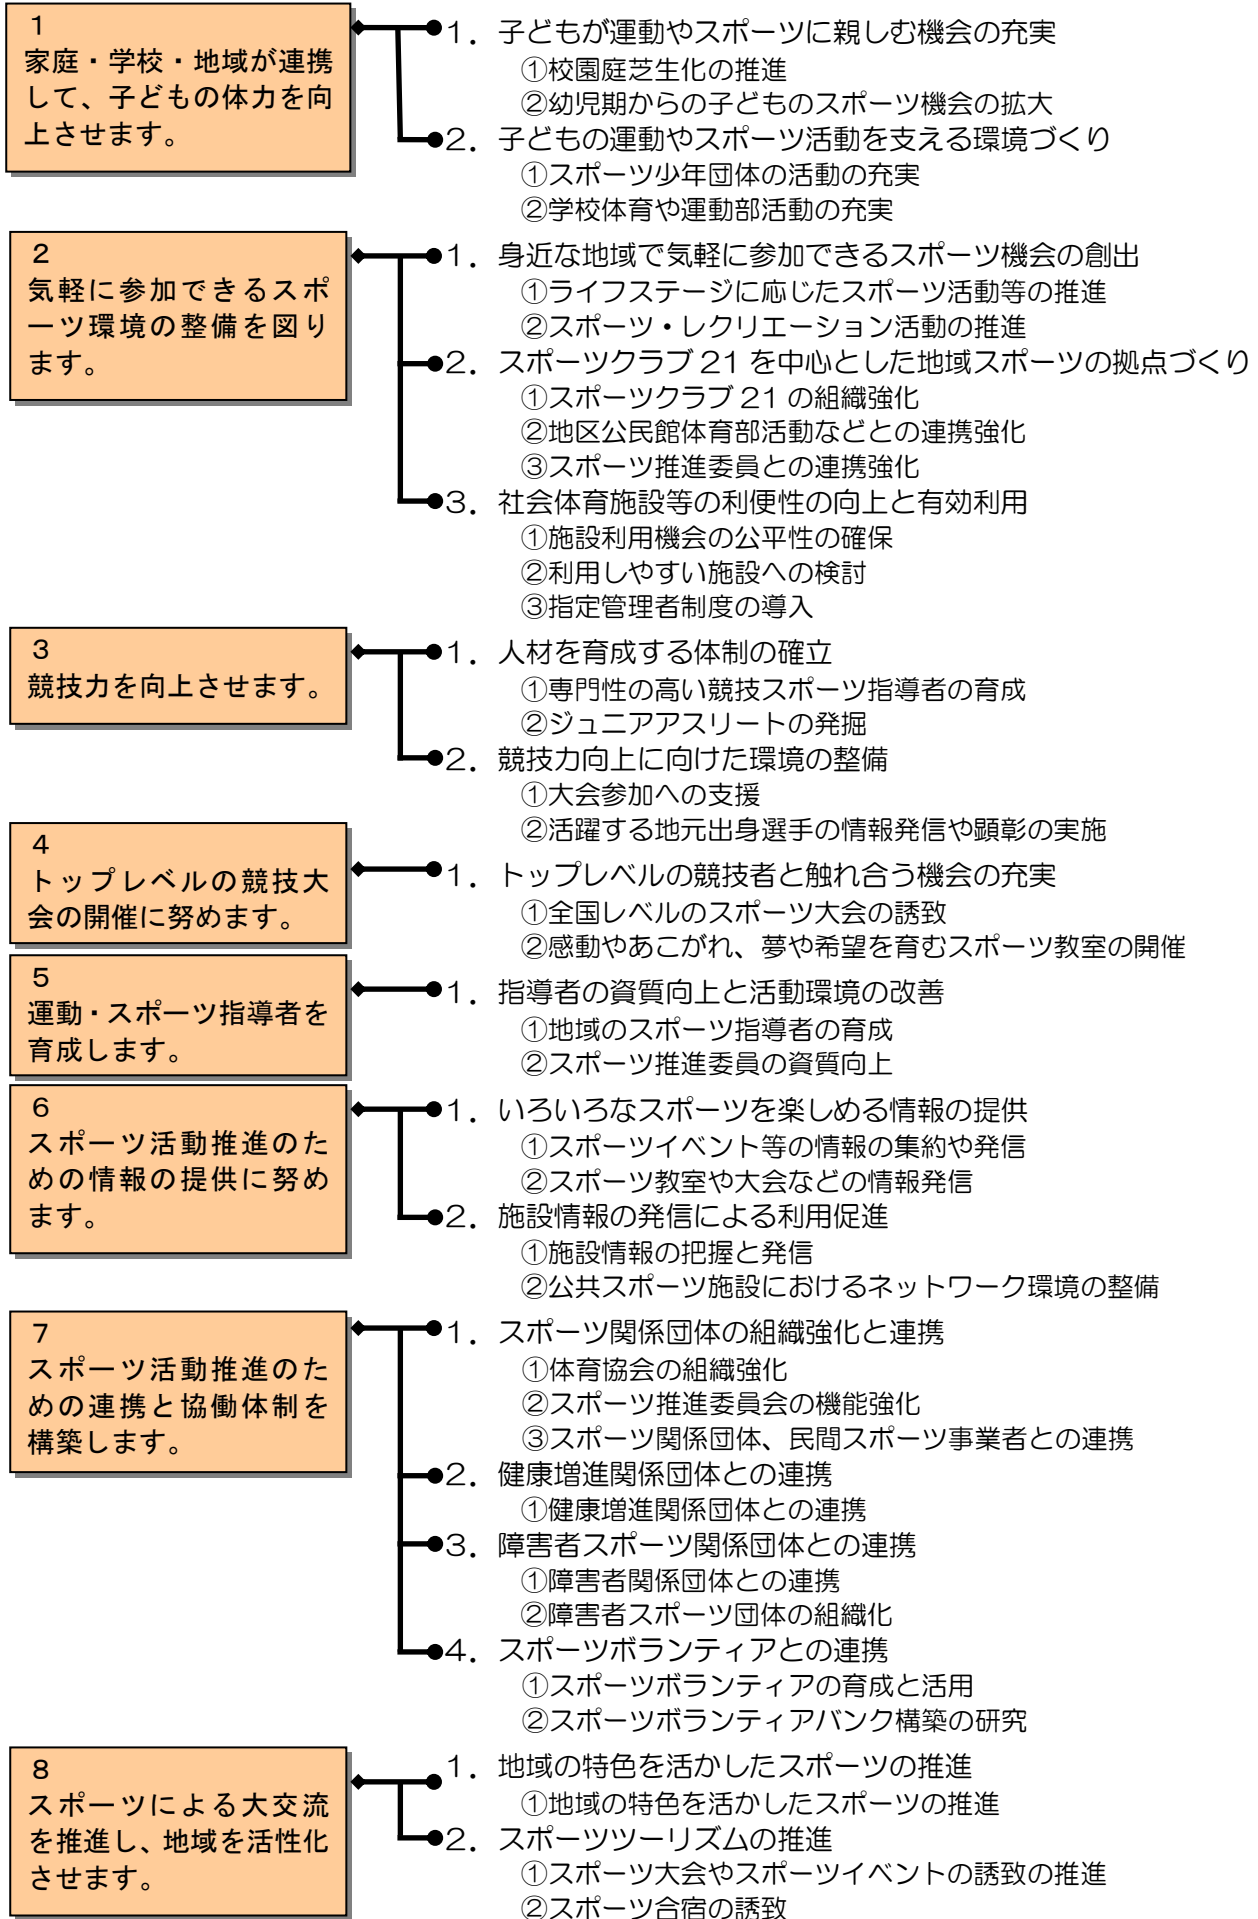 1
家庭・学校・地域が連携
して、子どもの体力を向
上させます。
1．子どもが運動やスポーツに親しむ機会の充実
①校園庭芝生化の推進
②幼児期からの子どものスポーツ機会の拡大
2．子どもの運動やスポーツ活動を支える環境づくり
①スポーツ少年団体の活動の充実
②学校体育や運動部活動の充実
2
気軽に参加できるスポ
ーツ環境の整備を図り
ます。
1．身近な地域で気軽に参加できるスポーツ機会の創出
①ライフステージに応じたスポーツ活動等の推進
②スポーツ・レクリエーション活動の推進
2．スポーツクラブ 21 を中心とした地域スポーツの拠点づくり
①スポーツクラブ 21 の組織強化
②地区公民館体育部活動などとの連携強化
③スポーツ推進委員との連携強化
3．社会体育施設等の利便性の向上と有効利用
①施設利用機会の公平性の確保
②利用しやすい施設への検討
③指定管理者制度の導入
3
競技力を向上させます。
1．人材を育成する体制の確立
①専門性の高い競技スポーツ指導者の育成
②ジュニアアスリートの発掘
2．競技力向上に向けた環境の整備
①大会参加への支援
②活躍する地元出身選手の情報発信や顕彰の実施
4
トップレベルの競技大
会の開催に努めます。
1．トップレベルの競技者と触れ合う機会の充実
①全国レベルのスポーツ大会の誘致
②感動やあこがれ、夢や希望を育むスポーツ教室の開催
5
運動・スポーツ指導者を
育成します。
1．指導者の資質向上と活動環境の改善
①地域のスポーツ指導者の育成
②スポーツ推進委員の資質向上
6
スポーツ活動推進のた
めの情報の提供に努め
ます。
1．いろいろなスポーツを楽しめる情報の提供
①スポーツイベント等の情報の集約や発信
②スポーツ教室や大会などの情報発信
2．施設情報の発信による利用促進
①施設情報の把握と発信
②公共スポーツ施設におけるネットワーク環境の整備
7
スポーツ活動推進のた
めの連携と協働体制を
構築します。
1．スポーツ関係団体の組織強化と連携
①体育協会の組織強化
②スポーツ推進委員会の機能強化
③スポーツ関係団体、民間スポーツ事業者との連携
2．健康増進関係団体との連携
①健康増進関係団体との連携
3．障害者スポーツ関係団体との連携
①障害者関係団体との連携
②障害者スポーツ団体の組織化
4．スポーツボランティアとの連携
①スポーツボランティアの育成と活用
②スポーツボランティアバンク構築の研究
8
スポーツによる大交流
を推進し、地域を活性化
させます。
1．地域の特色を活かしたスポーツの推進
①地域の特色を活かしたスポーツの推進
2．スポーツツーリズムの推進
①スポーツ大会やスポーツイベントの誘致の推進
②スポーツ合宿の誘致